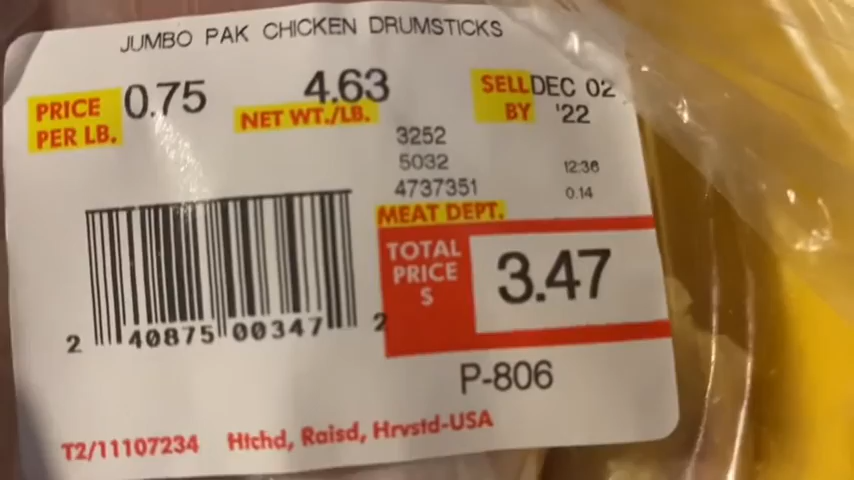 JUMBO PAK CHICKEN DRUMSTICKS
PRICE PER LB. 0.75
4.63 NET WT./LB.
SELL BY DEC 02 '22
3252
5032
4737351
12:36
0.14
MEAT DEPT.
TOTAL PRICE $ 3.47
2 40875 00347 2
P-806
T2/11107234 Htchd, Raisd, Hrvstd-USA